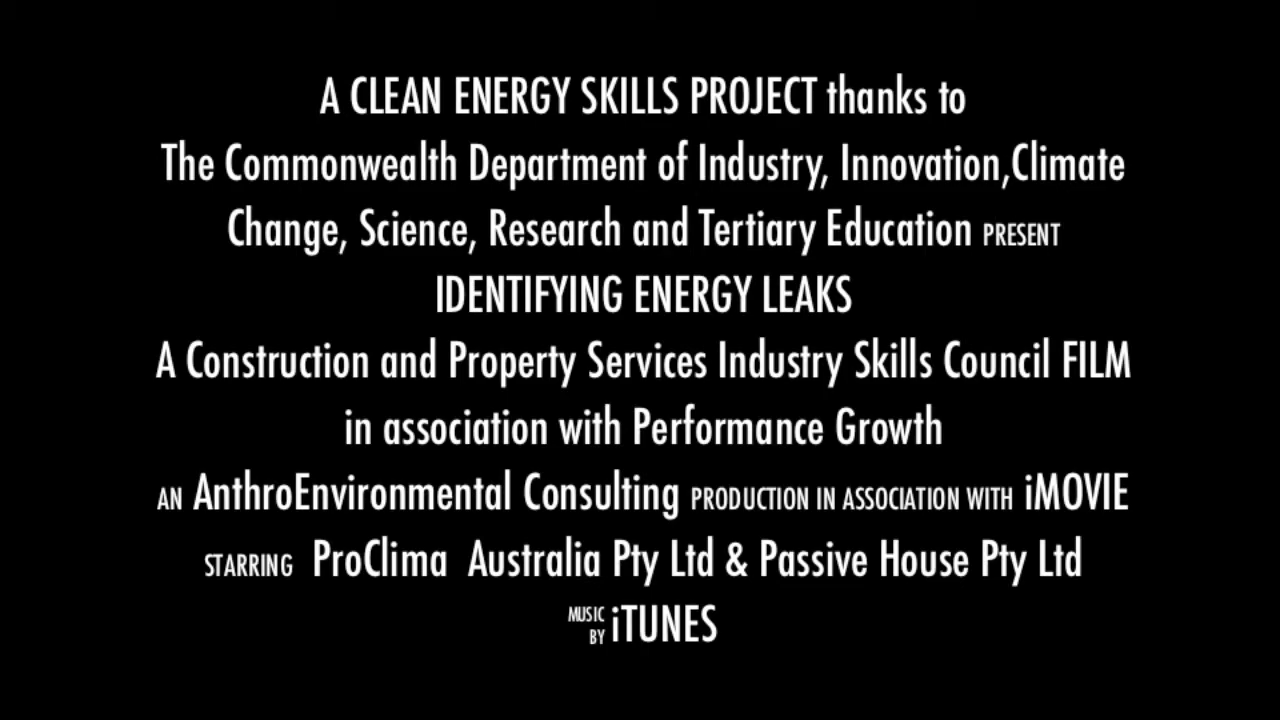 A CLEAN ENERGY SKILLS PROJECT thanks to
The Commonwealth Department of Industry, Innovation,Climate
Change, Science, Research and Tertiary Education PRESENT
IDENTIFYING ENERGY LEAKS
A Construction and Property Services Industry Skills Council FILM
in association with Performance Growth
AN AnthroEnvironmental Consulting PRODUCTION IN ASSOCIATION WITH iMOVIE
STARRING ProClima Australia Pty Ltd & Passive House Pty Ltd
MUSIC BY iTUNES